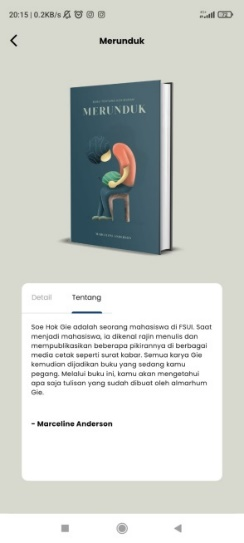 20:15 | 0.2KB/s
Merunduk
MERUNDUK
Detail
Tentang
Soe Hok Gie adalah seorang mahasiswa di FSUI. Saat
menjadi mahasiswa, ia dikenal rajin menulis dan
mempublikasikan beberapa pikirannya di berbagai
media cetak seperti surat kabar. Semua karya Gie
kemudian dijadikan buku yang sedang kamu
pegang. Melalui buku ini, kamu akan mengetahui
apa saja tulisan yang sudah dibuat oleh almarhum
Gie.
- Marceline Anderson